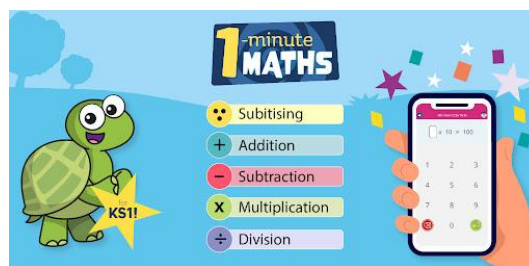 1-minute
MATHS
Subitising
Addition
Subtraction
Multiplication
Division
for
KS1!
x 10 = 100
1 2 3
4 5 6
7 8 9
0